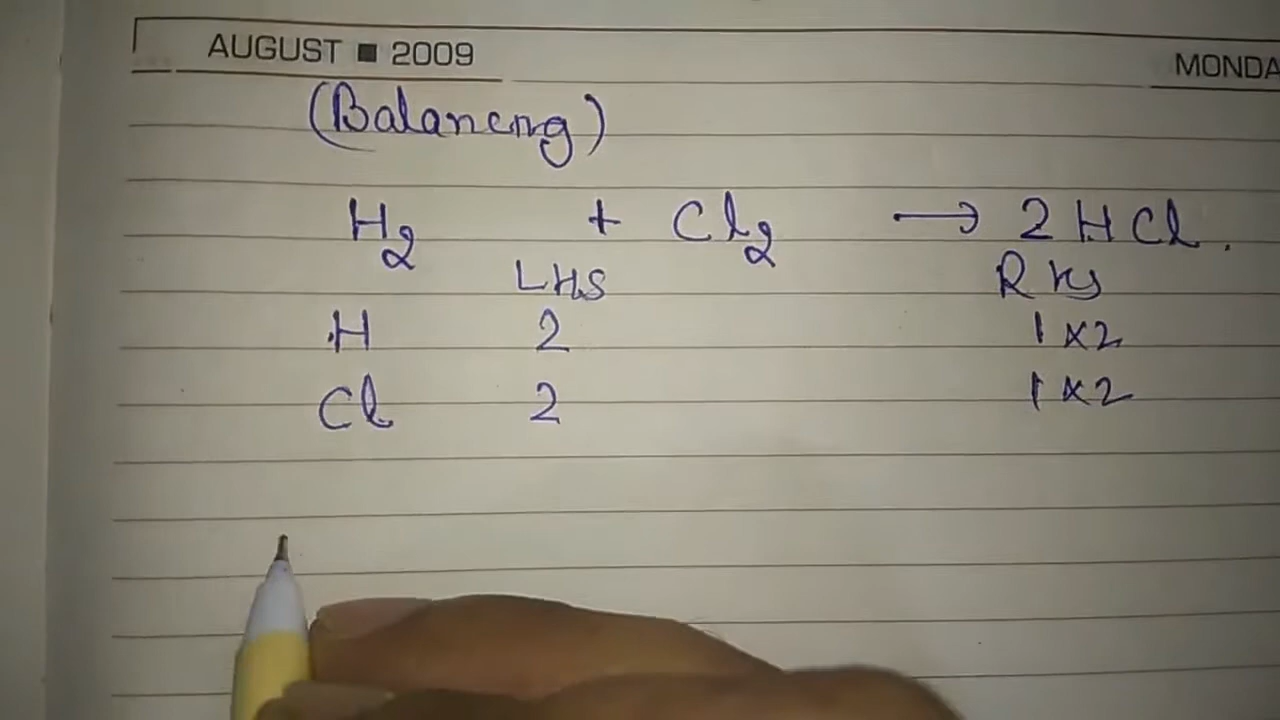 AUGUST ■ 2009 MONDA
(Balancing)
H₂ + Cl₂ → 2 HCl.
LHS RHS
H 2 1 x 2
Cl 2 1 x 2